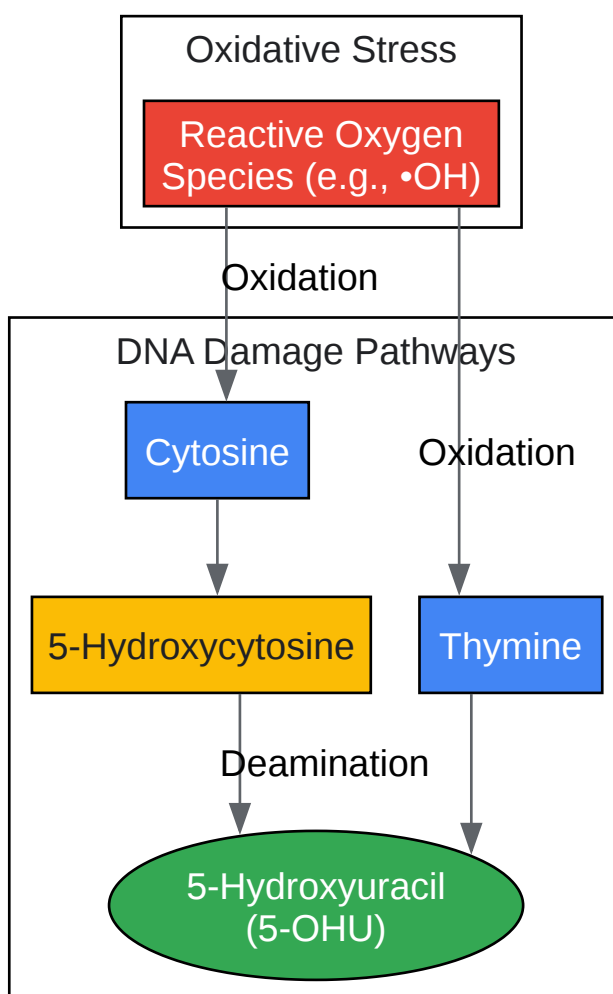 Oxidative Stress
Reactive Oxygen
Species (e.g., •OH)
Oxidation
DNA Damage Pathways
Cytosine
Oxidation
5-Hydroxycytosine
Thymine
Deamination
5-Hydroxyuracil
(5-OHU)